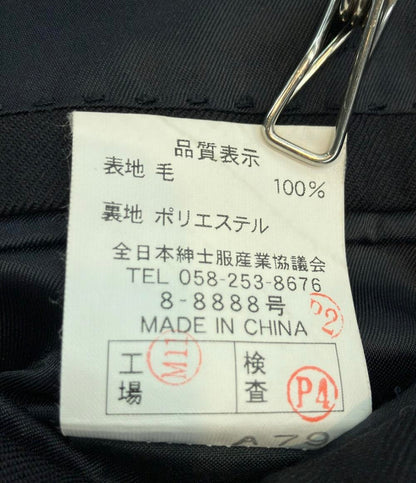 品質表示
表地 毛 100%
裏地 ポリエステル
全日本紳士服産業協議会
TEL 058-253-8676
8-8888号
MADE IN CHINA
P2
工場 M11 検査 P4
A79